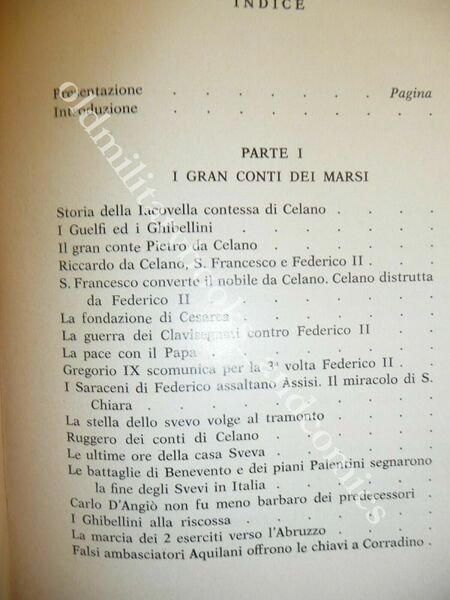 INDICE
Presentazione . . . . . . . Pagina
Introduzione . . . . . . . .
PARTE I
I GRAN CONTI DEI MARSI
Storia della Iacovella contessa di Celano . . . .
I Guelfi ed i Ghibellini . . . . . .
Il gran conte Pietro da Celano . . . . .
Riccardo da Celano, S. Francesco e Federico II . . .
S. Francesco converte il nobile da Celano. Celano distrutta
da Federico II . . . . . . .
La fondazione di Cesarea . . . . . .
La guerra dei Clavisegnati contro Federico II . . .
La pace con il Papa . . . . . .
Gregorio IX scomunica per la 3ª volta Federico II . .
I Saraceni di Federico assaltano Assisi. Il miracolo di S.
Chiara . . . . . . . .
La stella dello svevo volge al tramonto . . . .
Ruggero dei conti di Celano . . . . .
Le ultime ore della casa Sveva . . . . .
Le battaglie di Benevento e dei piani Palentini segnarono
la fine degli Svevi in Italia . . . . .
Carlo D'Angiò non fu meno barbaro dei predecessori .
I Ghibellini alla riscossa . . . . . .
La marcia dei 2 eserciti verso l'Abruzzo . . . .
Falsi ambasciatori Aquilani offrono le chiavi a Corradino .